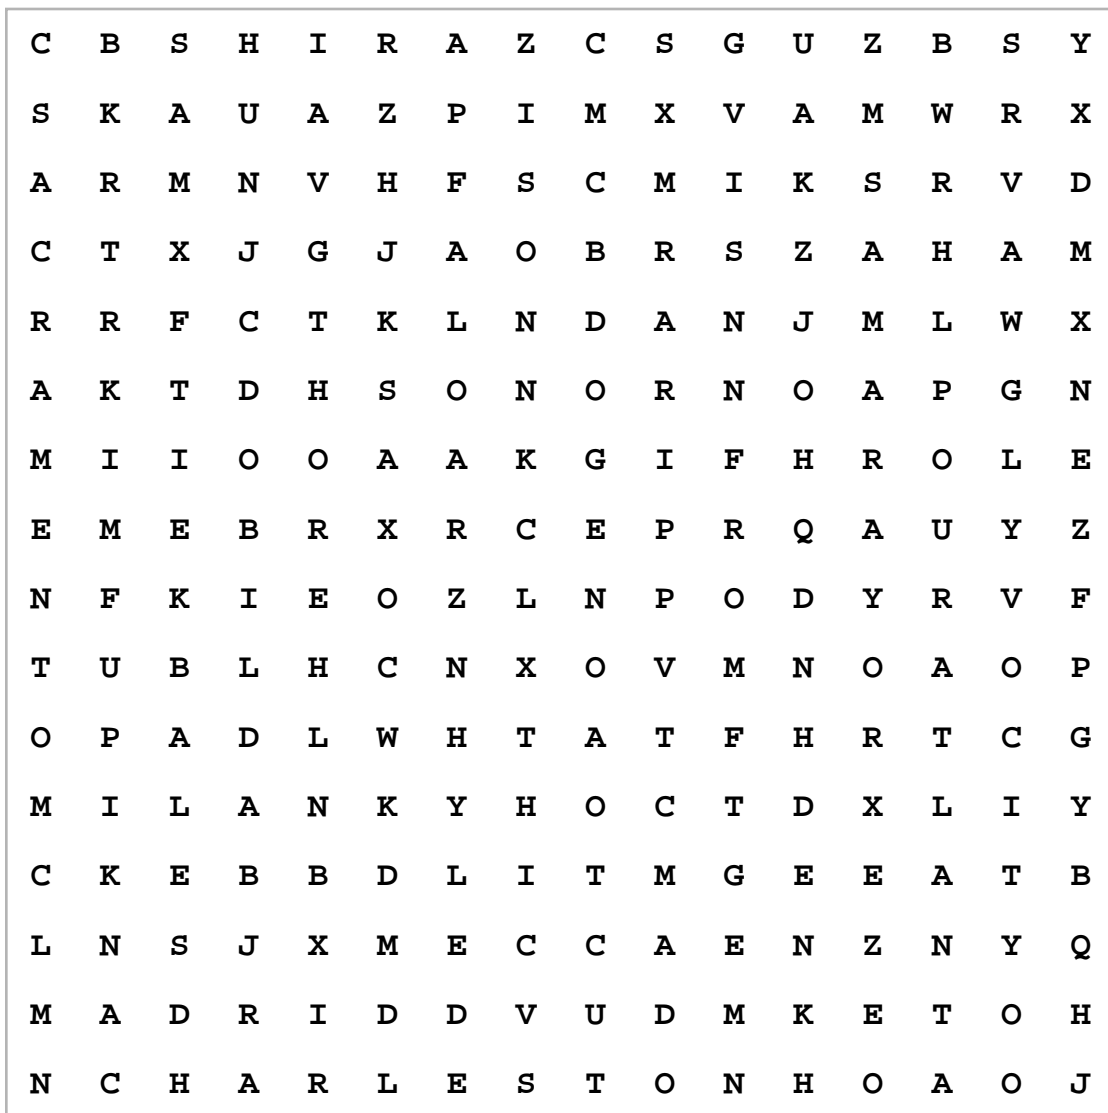 C B S H I R A Z C S G U Z B S Y
S K A U A Z P I M X V A M W R X
A R M N V H F S C M I K S R V D
C T X J G J A O B R S Z A H A M
R R F C T K L N D A N J M L W X
A K T D H S O N O R N O A P G N
M I I O O A A K G I F H R O L E
E M E B R X R C E P R Q A U Y Z
N F K I E O Z L N P O D Y R V F
T U B L H C N X O V M N O A O P
O P A D L W H T A T F H R T C G
M I L A N K Y H O C T D X L I Y
C K E B B D L I T M G E E A T B
L N S J X M E C C A E N Z N Y Q
M A D R I D D V U D M K E T O H
N C H A R L E S T O N H O A O J